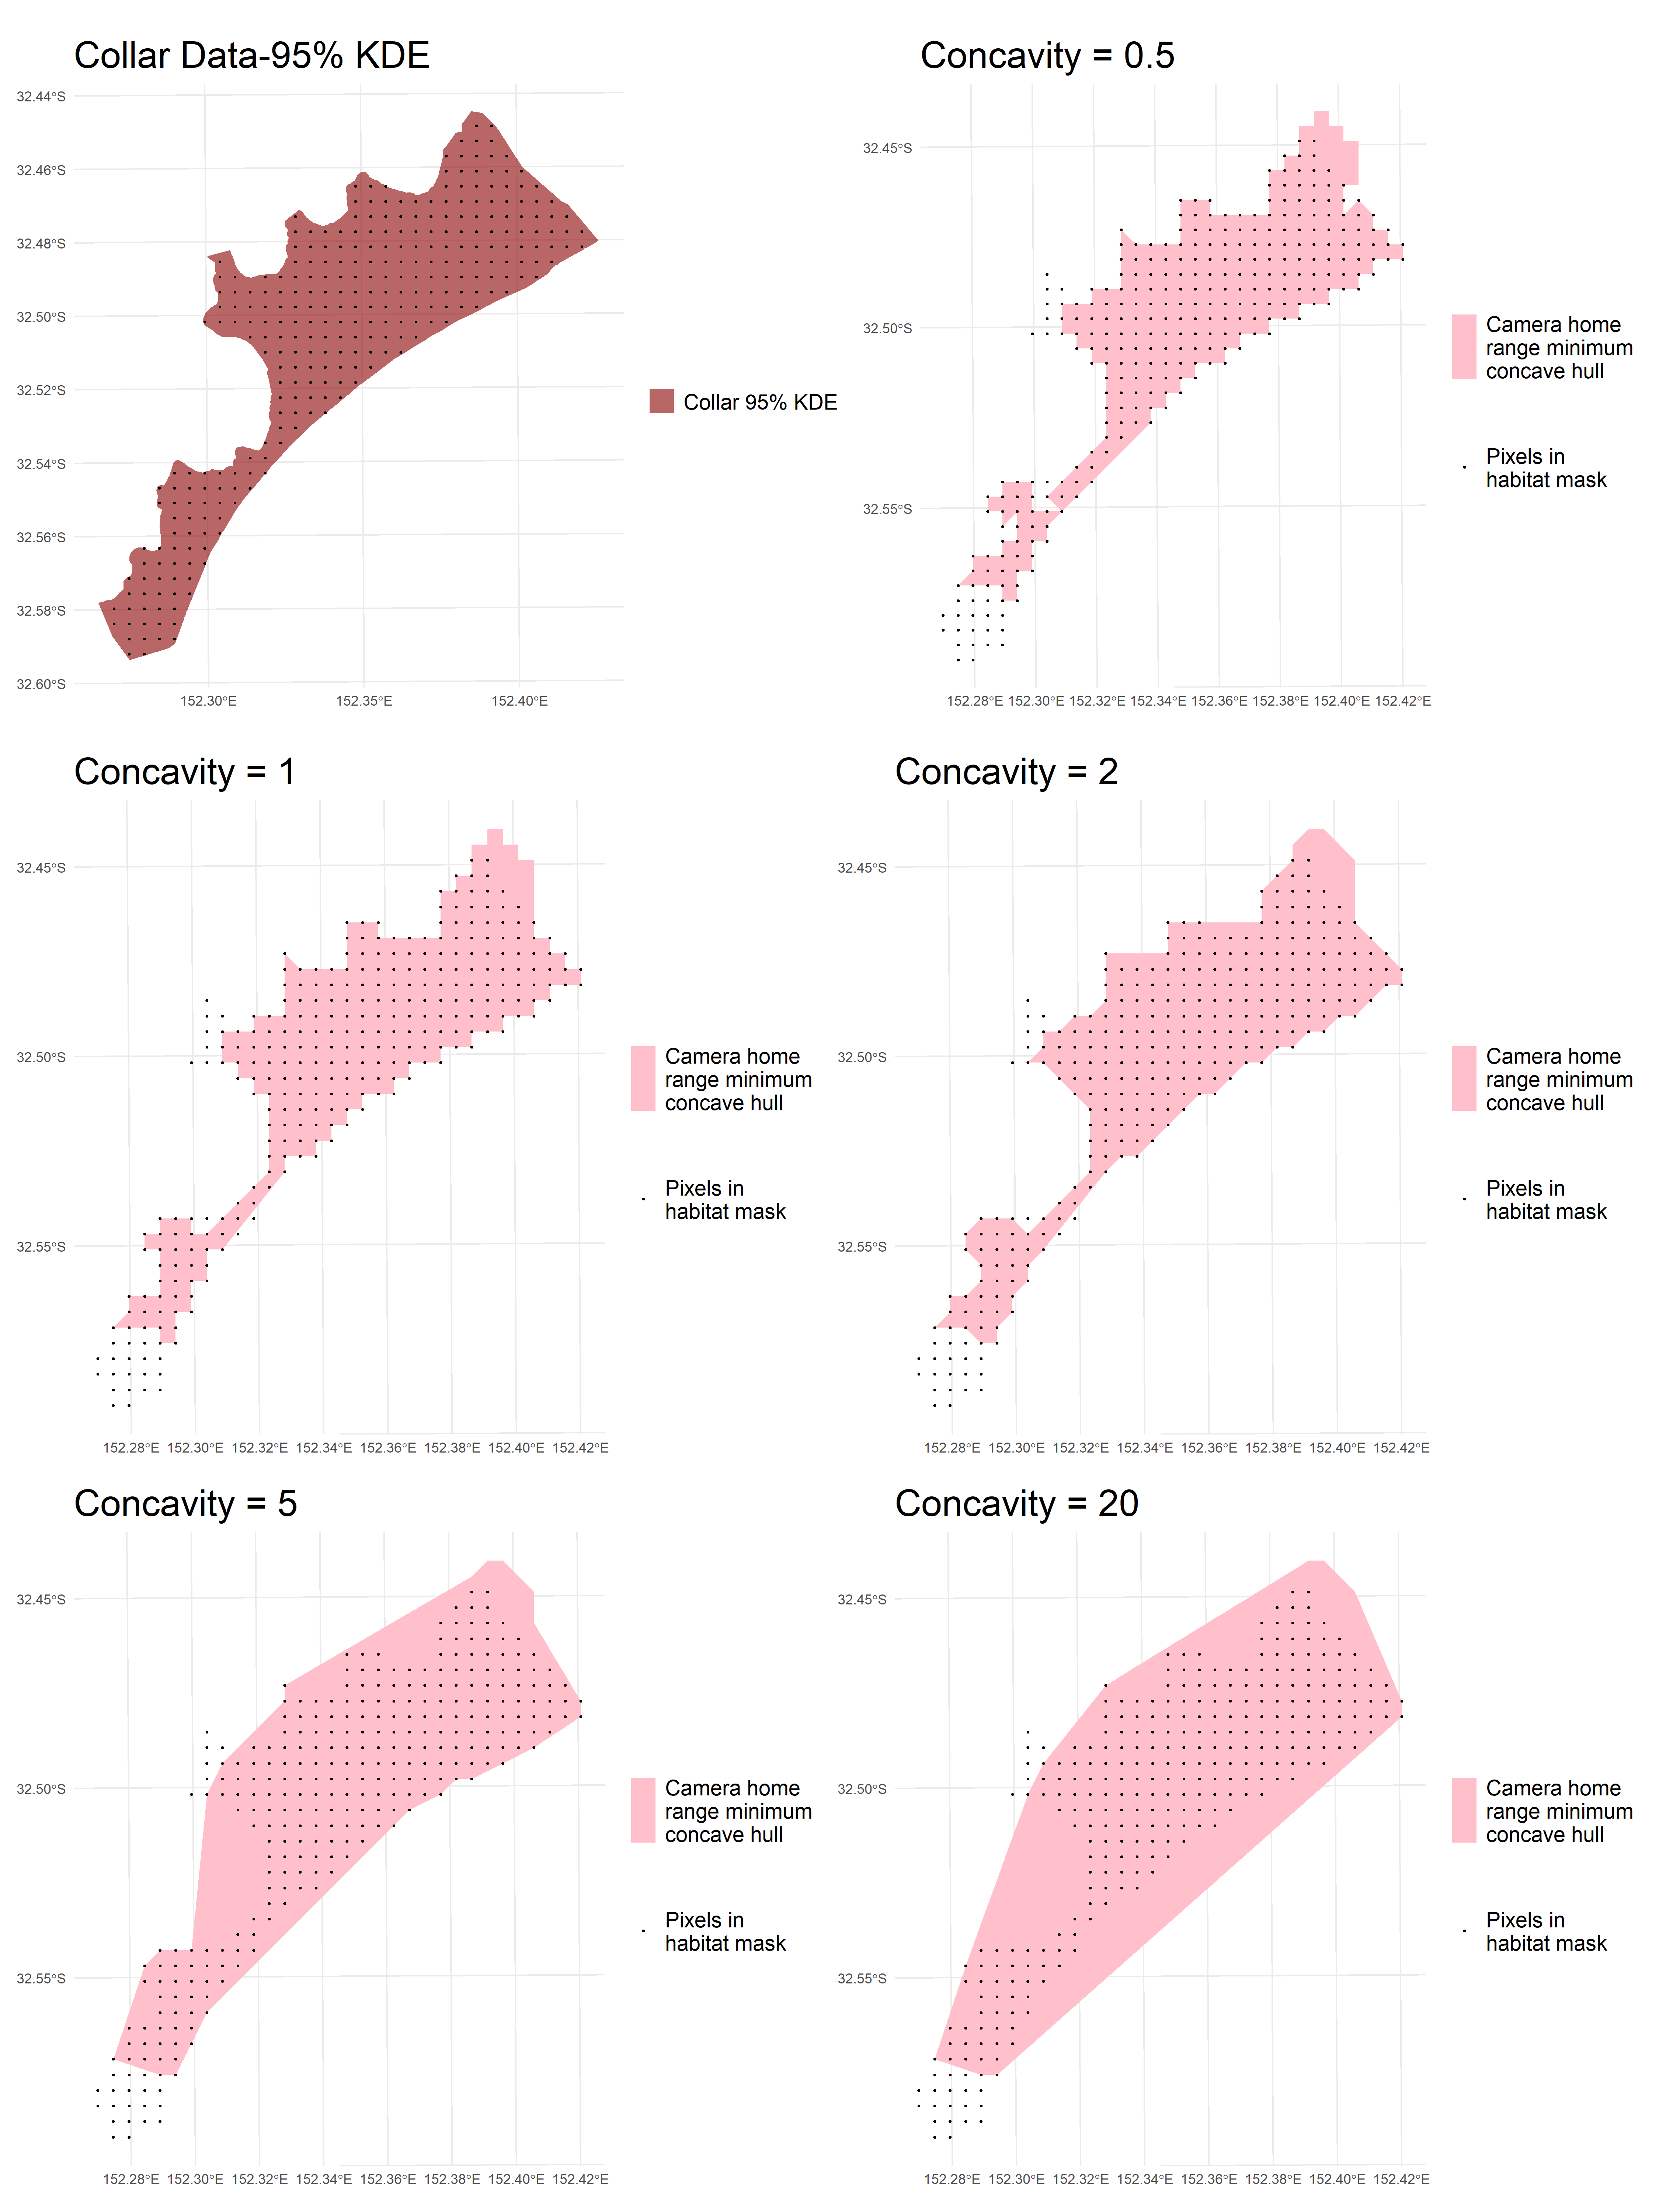 Collar Data-95% KDE
32.44°S
32.46°S
32.48°S
32.50°S
32.52°S
32.54°S
32.56°S
32.58°S
32.60°S
152.30°E 152.35°E 152.40°E
Collar 95% KDE
Concavity = 0.5
32.45°S
32.50°S
32.55°S
152.28°E 152.30°E 152.32°E 152.34°E 152.36°E 152.38°E 152.40°E 152.42°E
Camera home
range minimum
concave hull
Pixels in
habitat mask
Concavity = 1
32.45°S
32.50°S
32.55°S
152.28°E 152.30°E 152.32°E 152.34°E 152.36°E 152.38°E 152.40°E 152.42°E
Camera home
range minimum
concave hull
Pixels in
habitat mask
Concavity = 2
32.45°S
32.50°S
32.55°S
152.28°E 152.30°E 152.32°E 152.34°E 152.36°E 152.38°E 152.40°E 152.42°E
Camera home
range minimum
concave hull
Pixels in
habitat mask
Concavity = 5
32.45°S
32.50°S
32.55°S
152.28°E 152.30°E 152.32°E 152.34°E 152.36°E 152.38°E 152.40°E 152.42°E
Camera home
range minimum
concave hull
Pixels in
habitat mask
Concavity = 20
32.45°S
32.50°S
32.55°S
152.28°E 152.30°E 152.32°E 152.34°E 152.36°E 152.38°E 152.40°E 152.42°E
Camera home
range minimum
concave hull
Pixels in
habitat mask